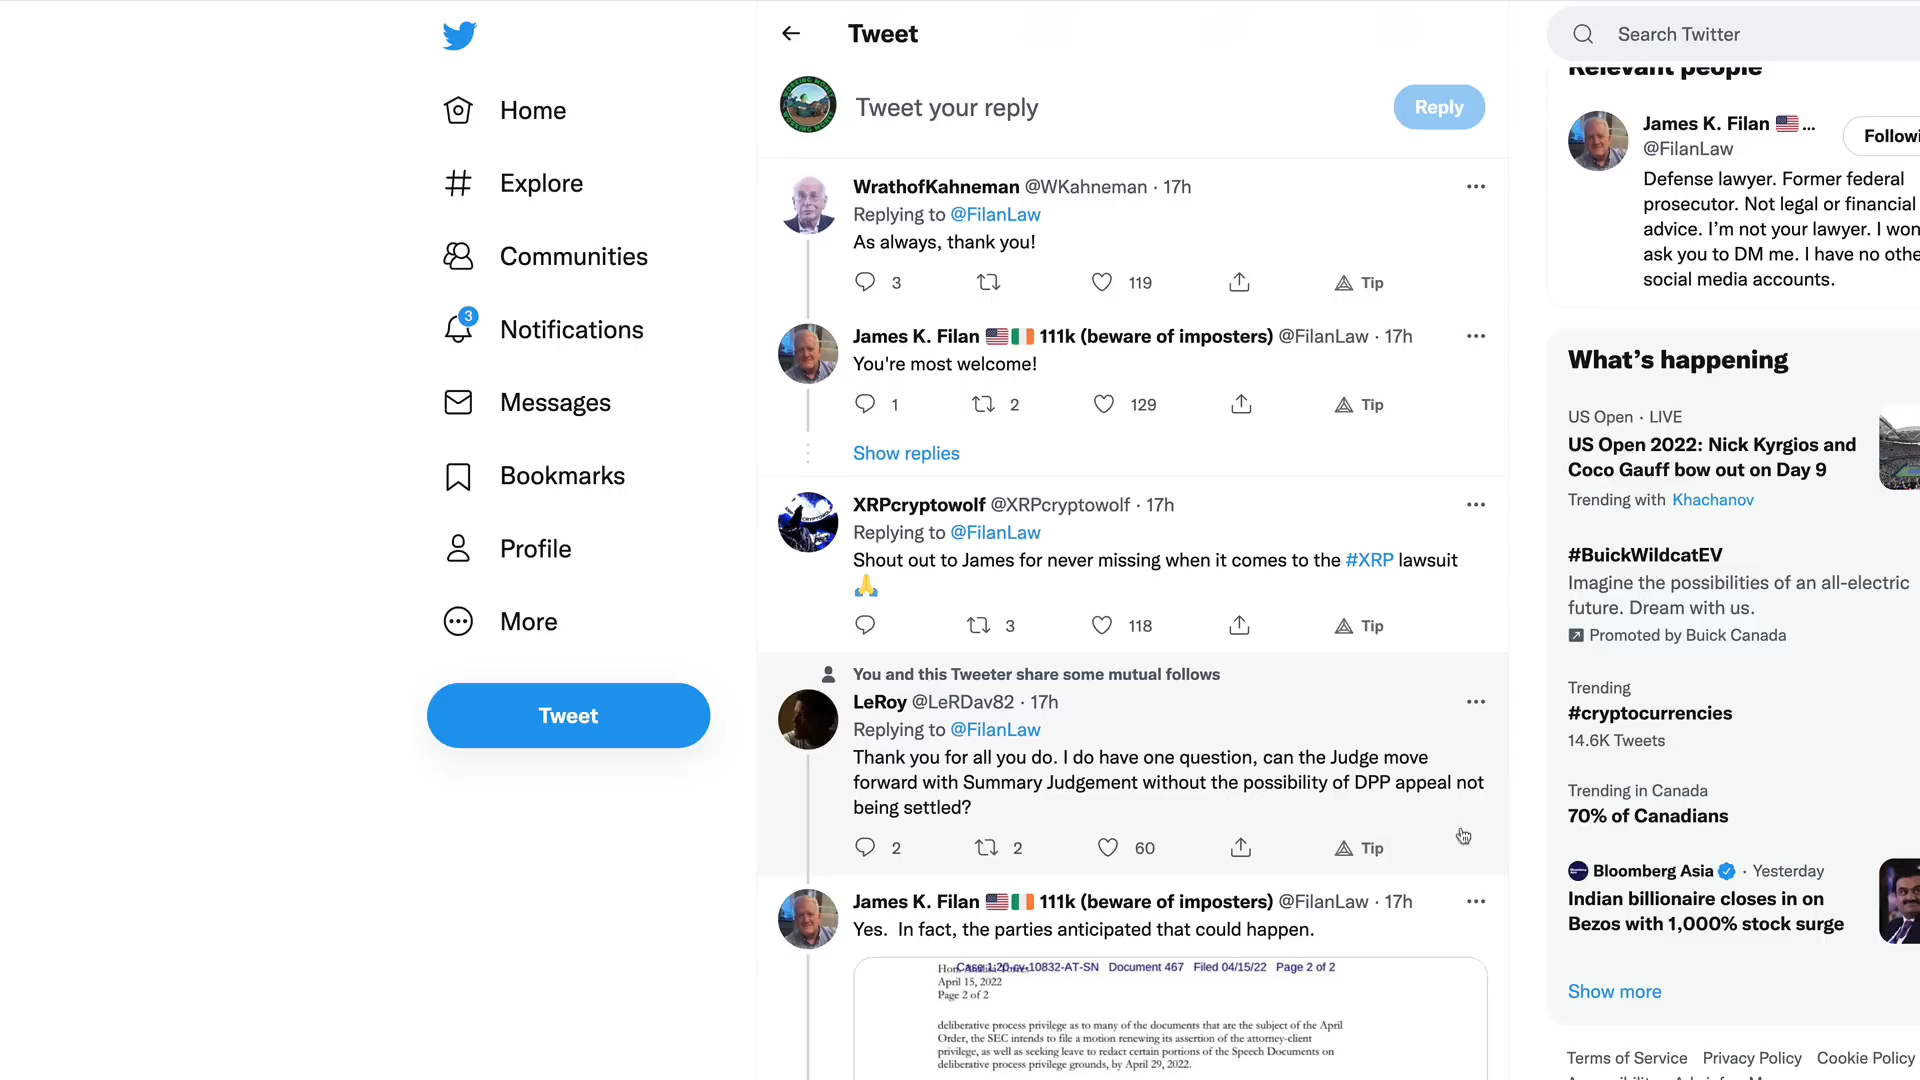 Tweet
Search Twitter
Home
Explore
Communities
3
Notifications
Messages
Bookmarks
Profile
More
Tweet
Tweet your reply
Reply
WrathofKahneman @WKahneman · 17h
Replying to @FilanLaw
As always, thank you!
3 119 Tip
James K. Filan 🇺🇸🇮🇪 111k (beware of imposters) @FilanLaw · 17h
You're most welcome!
1 2 129 Tip
Show replies
XRPcryptowolf @XRPcryptowolf · 17h
Replying to @FilanLaw
Shout out to James for never missing when it comes to the #XRP lawsuit
🙏
3 118 Tip
You and this Tweeter share some mutual follows
LeRoy @LeRDav82 · 17h
Replying to @FilanLaw
Thank you for all you do. I do have one question, can the Judge move
forward with Summary Judgement without the possibility of DPP appeal not
being settled?
2 2 60 Tip
James K. Filan 🇺🇸🇮🇪 111k (beware of imposters) @FilanLaw · 17h
Yes. In fact, the parties anticipated that could happen.
Case 1:20-cv-10832-AT-SN Document 467 Filed 04/15/22 Page 2 of 2
Hon.
April 15, 2022
Page 2 of 2
deliberative process privilege as to many of the documents that are the subject of the April
Order, the SEC intends to file a motion renewing its assertion of the attorney-client
privilege, as well as seeking leave to redact certain portions of the Speech Documents on
deliberative process privilege grounds, by April 29, 2022.
Relevant people
James K. Filan 🇺🇸 ...
Followi
@FilanLaw
Defense lawyer. Former federal
prosecutor. Not legal or financial
advice. I'm not your lawyer. I won
ask you to DM me. I have no othe
social media accounts.
What's happening
US Open · LIVE
US Open 2022: Nick Kyrgios and
Coco Gauff bow out on Day 9
Trending with Khachanov
#BuickWildcatEV
Imagine the possibilities of an all-electric
future. Dream with us.
Promoted by Buick Canada
Trending
#cryptocurrencies
14.6K Tweets
Trending in Canada
70% of Canadians
Bloomberg Asia · Yesterday
Indian billionaire closes in on
Bezos with 1,000% stock surge
Show more
Terms of Service Privacy Policy Cookie Policy